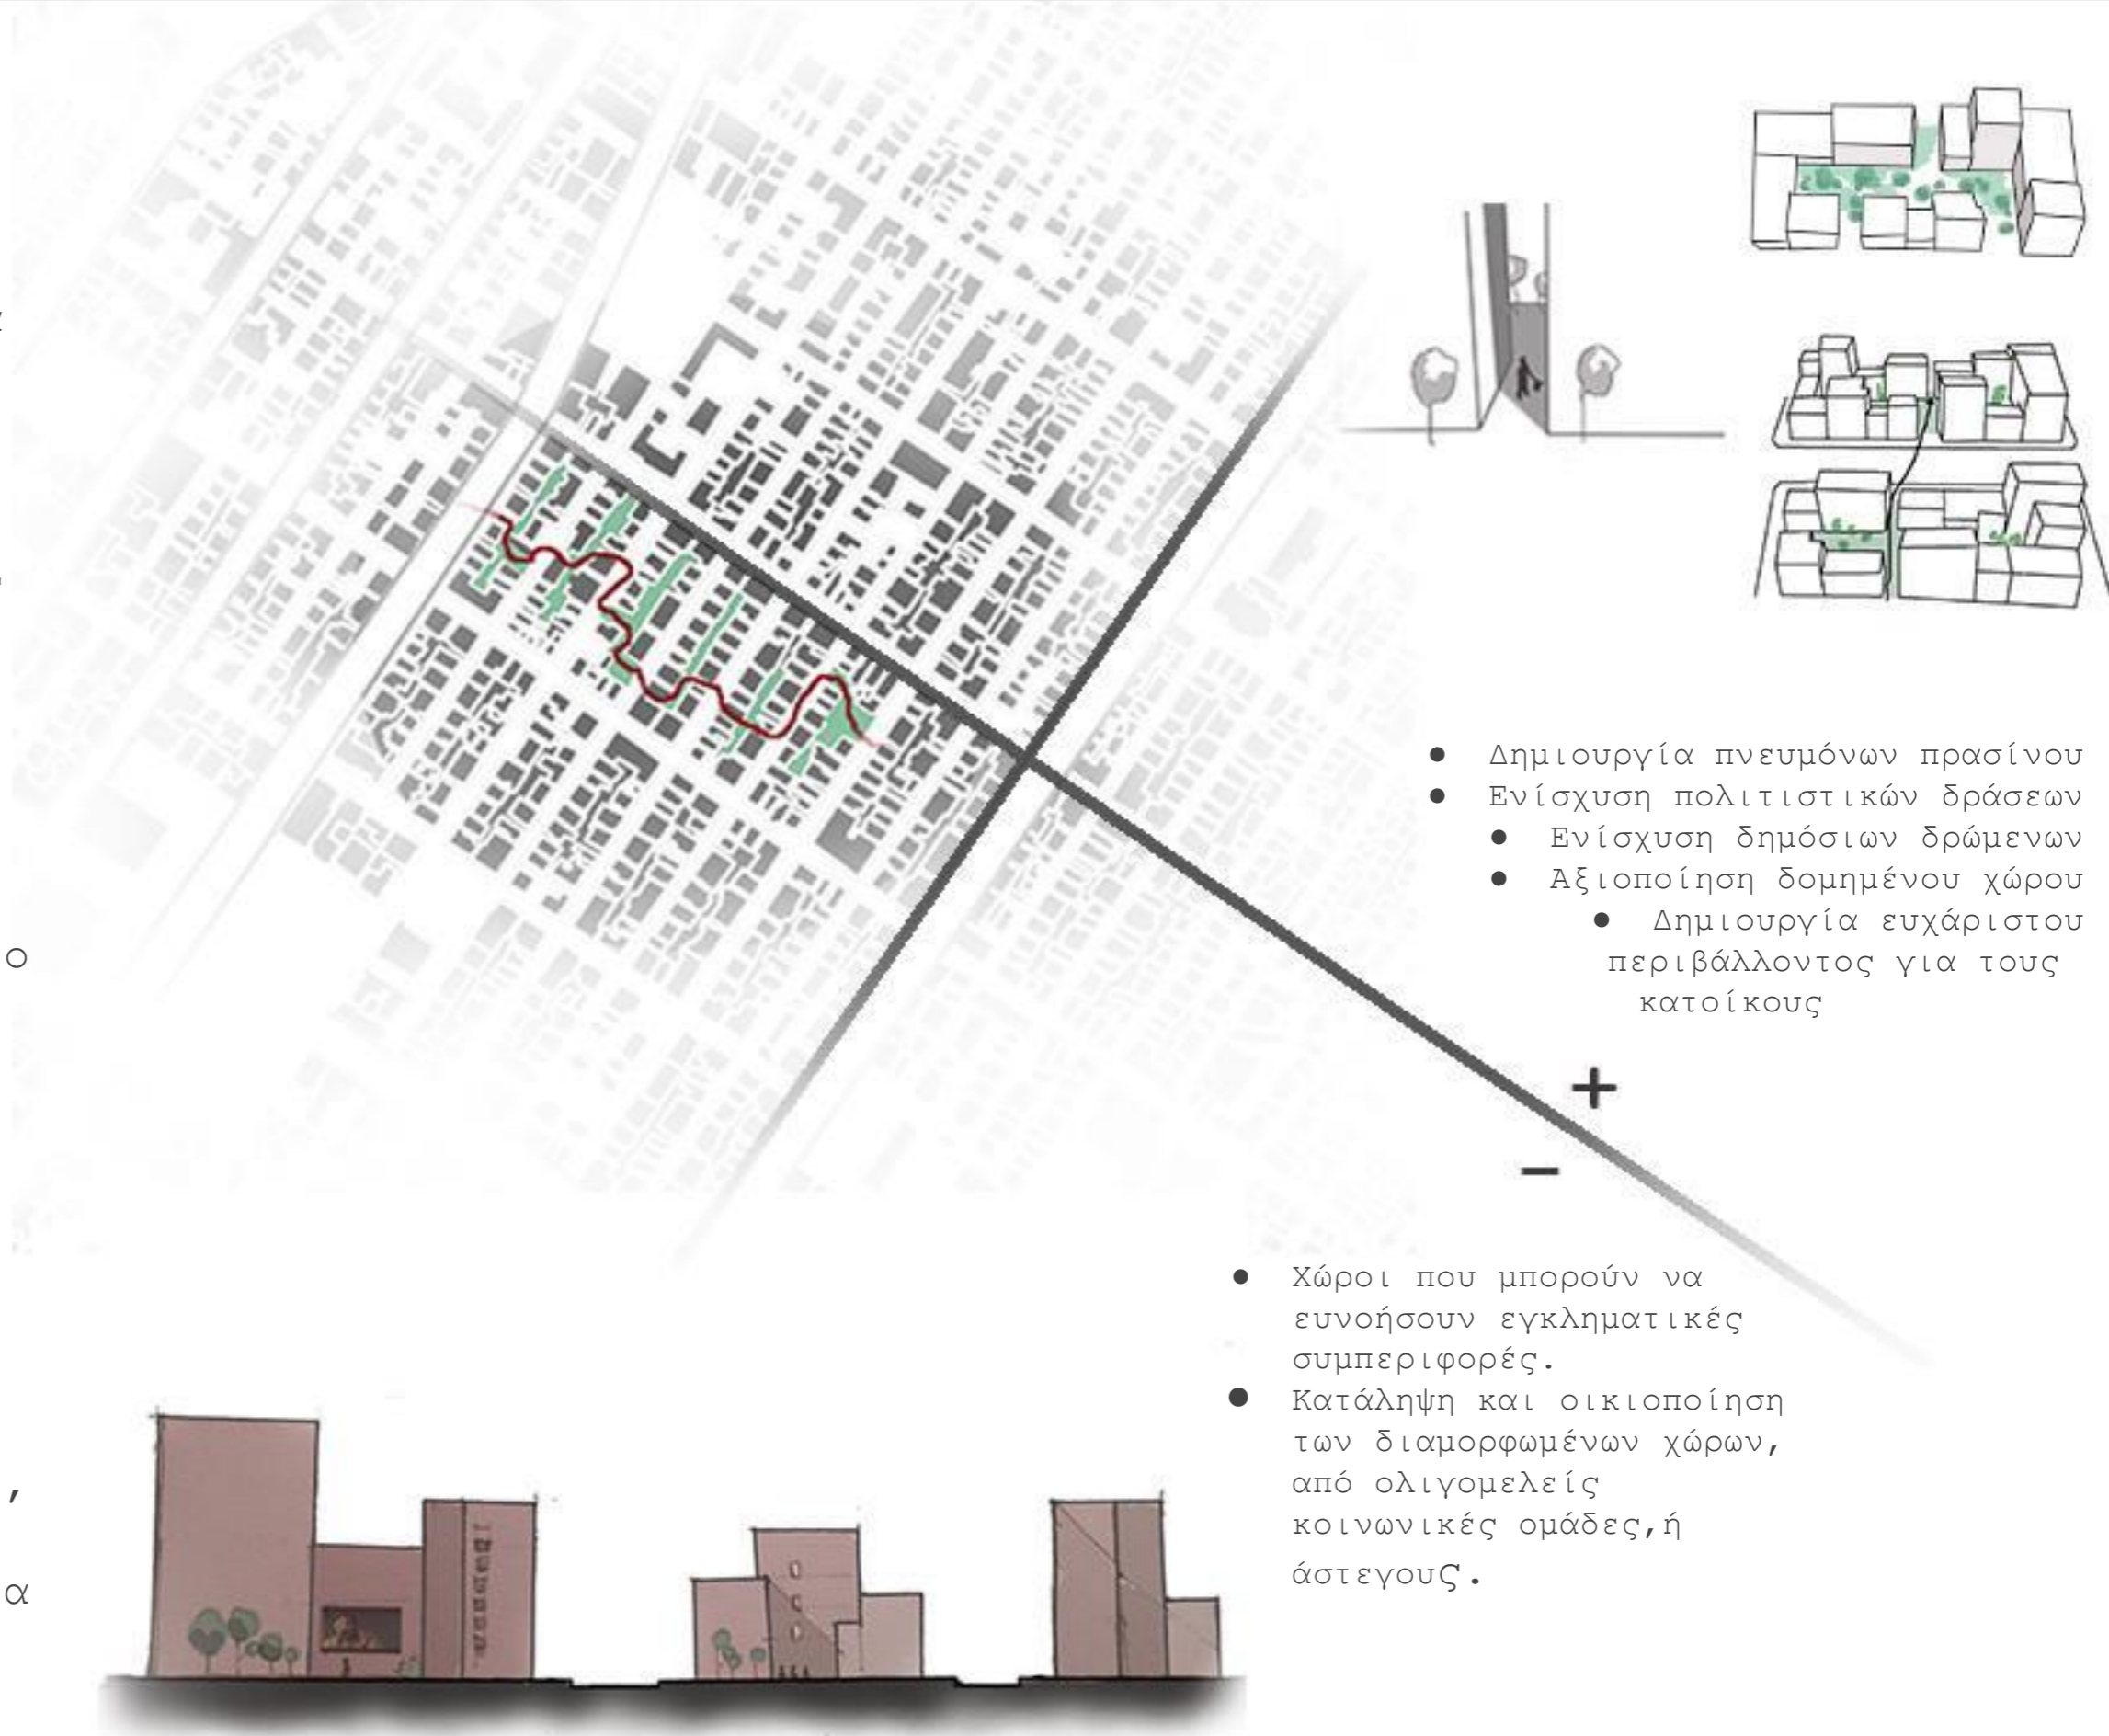 ● Δημιουργία πνευμόνων πρασίνου
● Ενίσχυση πολιτιστικών δράσεων
● Ενίσχυση δημόσιων δρώμενων
● Αξιοποίηση δομημένου χώρου
● Δημιουργία ευχάριστου
περιβάλλοντος για τους
κατοίκους
ο
+
−
● Χώροι που μπορούν να
ευνοήσουν εγκληματικές
συμπεριφορές.
● Κατάληψη και οικιοποίηση
των διαμορφωμένων χώρων,
από ολιγομελείς
κοινωνικές ομάδες,ή
άστεγους.
,
α